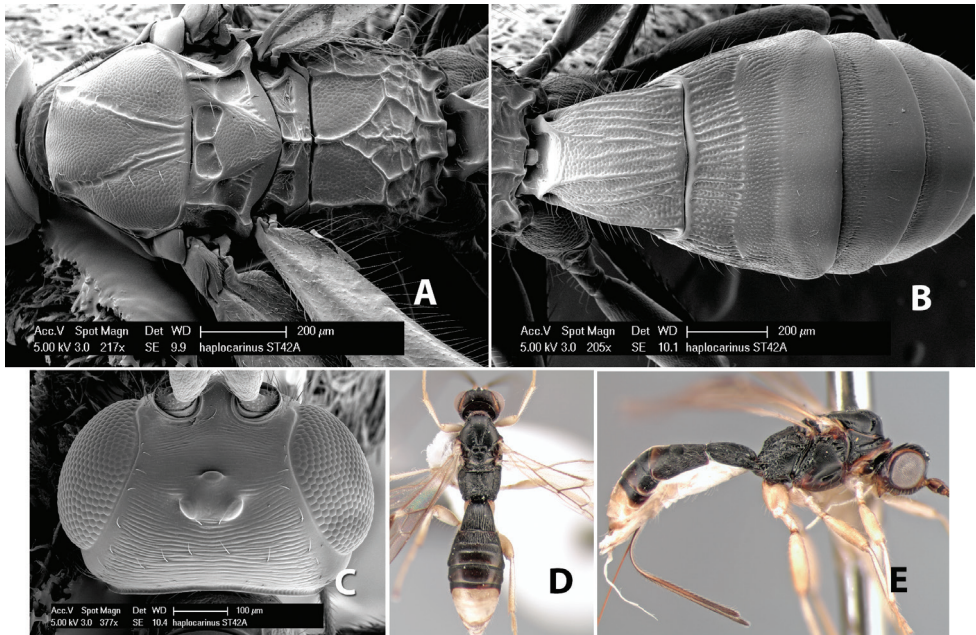 A
Acc.V Spot Magn Det WD 200 µm
5.00 kV 3.0 217x SE 9.9 haplocarinus ST42A
B
Acc.V Spot Magn Det WD 200 µm
5.00 kV 3.0 205x SE 10.1 haplocarinus ST42A
C
Acc.V Spot Magn Det WD 100 µm
5.00 kV 3.0 377x SE 10.4 haplocarinus ST42A
D
E